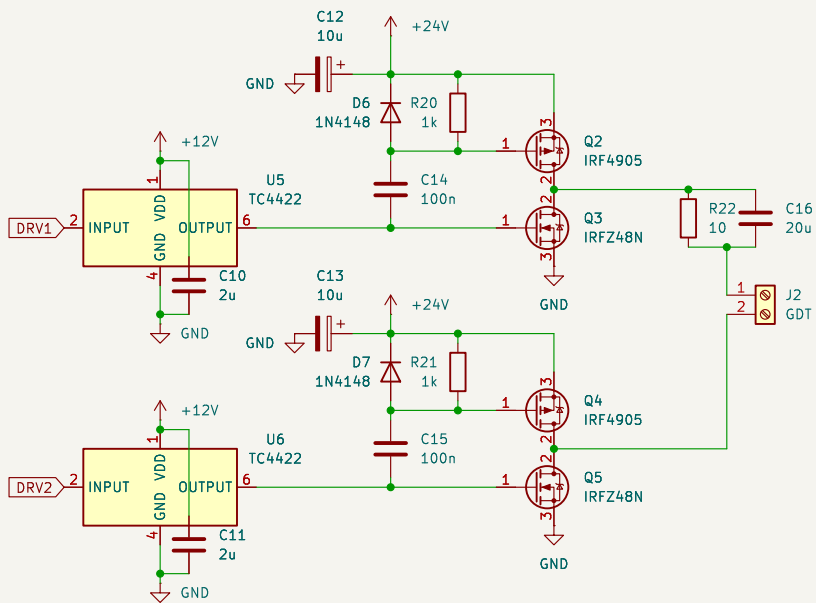 C12
10u
+24V
GND
D6
1N4148
R20
1k
3
1
Q2
IRF4905
2
+12V
1
U5
TC4422
C14
100n
DRV1
2
INPUT
VDD
GND
OUTPUT
6
4
2
1
Q3
IRFZ48N
3
GND
R22
10
C16
20u
C10
2u
GND
1
2
J2
GDT
C13
10u
+24V
GND
D7
1N4148
R21
1k
3
1
Q4
IRF4905
2
+12V
1
U6
TC4422
C15
100n
DRV2
2
INPUT
VDD
GND
OUTPUT
6
4
2
1
Q5
IRFZ48N
3
GND
C11
2u
GND